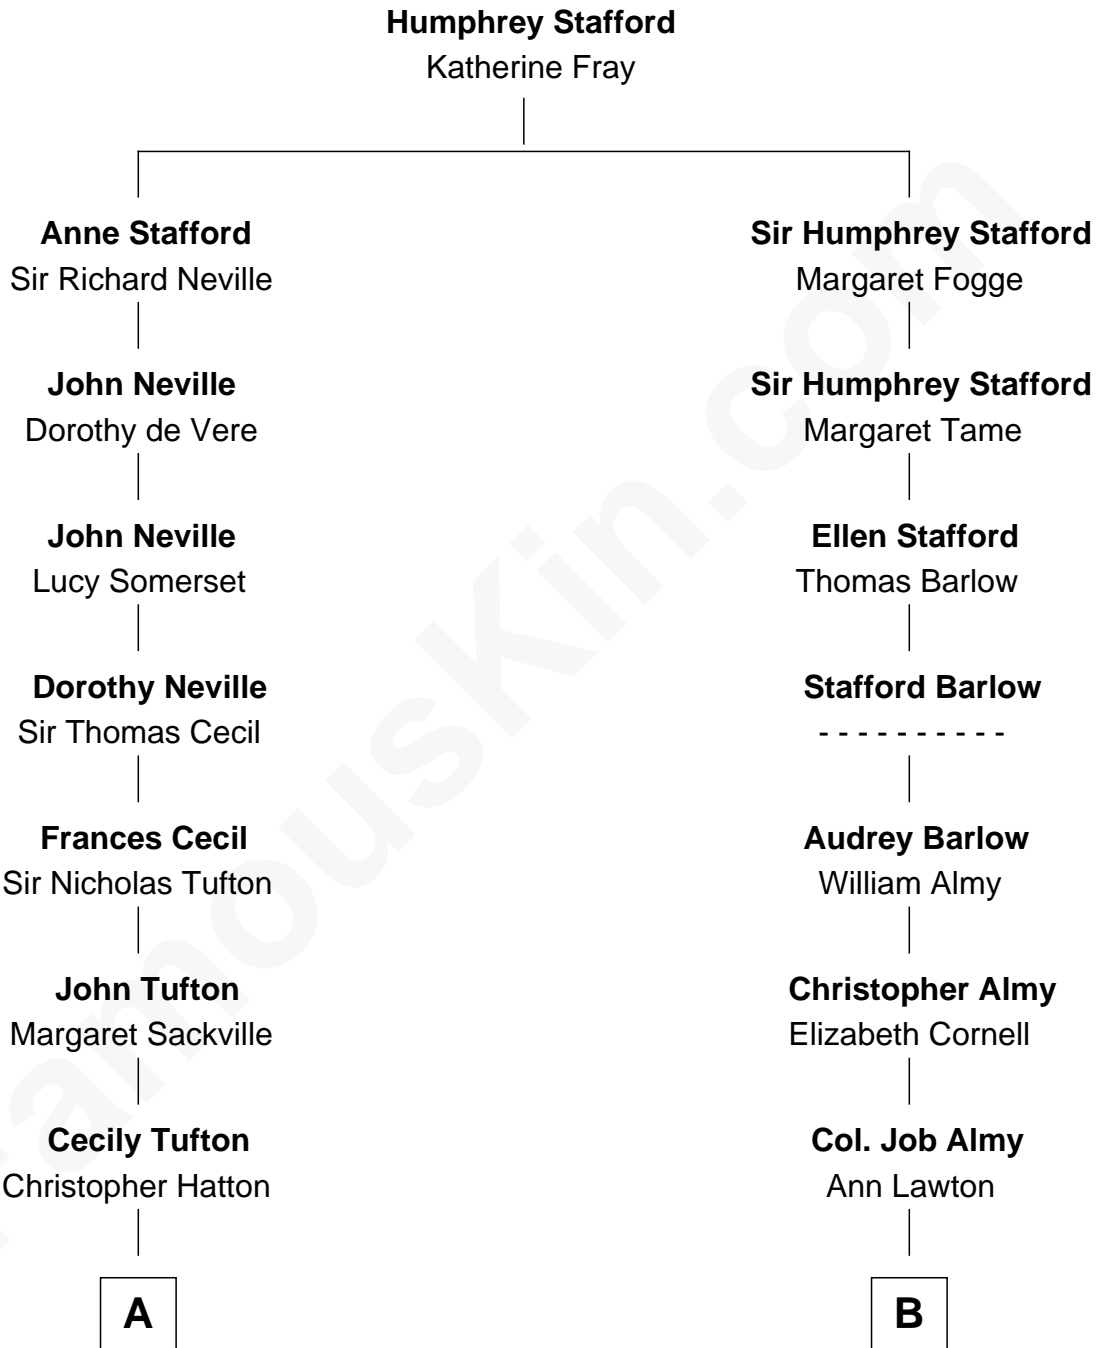 Humphrey Stafford
Katherine Fray
Anne Stafford
Sir Richard Neville
John Neville
Dorothy de Vere
John Neville
Lucy Somerset
Dorothy Neville
Sir Thomas Cecil
Frances Cecil
Sir Nicholas Tufton
John Tufton
Margaret Sackville
Cecily Tufton
Christopher Hatton
A
Sir Humphrey Stafford
Margaret Fogge
Sir Humphrey Stafford
Margaret Tame
Ellen Stafford
Thomas Barlow
Stafford Barlow
- - - - - - - - - -
Audrey Barlow
William Almy
Christopher Almy
Elizabeth Cornell
Col. Job Almy
Ann Lawton
B
FamousKin.com